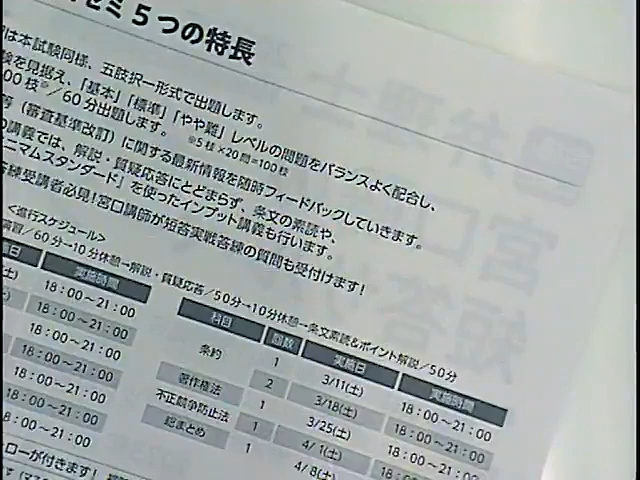 ゼミ5つの特長
は本試験同様、五肢択一形式で出題します。
験を見据え、「基本」「標準」「やや難」レベルの問題をバランスよく配合し、
00枝※/60分出題します。 ※5枝×20問=100枝
(審査基準改訂)に関する最新情報を随時フィードバックしていきます。
講義では、解説・質疑応答にとどまらず、条文の素読や、
ニマムスタンダード』を使ったインプット講義も行います。
練受講者必見!宮口講師が短答実戦答練の質問も受付けます!
<進行スケジュール>
演習/60分→10分休憩→解説・質疑応答/50分→10分休憩→条文素読&ポイント解説/50分
日 実施時間
(土) 18:00~21:00
18:00~21:00
18:00~21:00
18:00~21:00
18:00~21:00
18:00~21:00
18:00~21:00
科目 回数 実施日 実施時間
条約 1 3/11(土) 18:00~21:00
著作権法 2 3/18(土) 18:00~21:00
3/25(土) 18:00~21:00
不正競争防止法 1 4/1(土)
総まとめ 1 4/8(土)
ローが付きます!